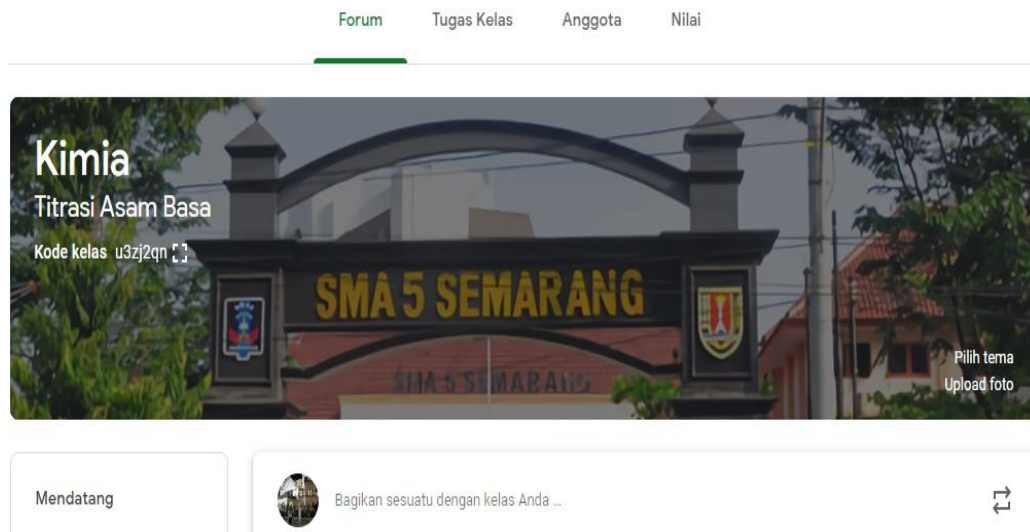 Forum Tugas Kelas Anggota Nilai
Kimia
Titrasi Asam Basa
Kode kelas u3zj2qn
SMA 5 SEMARANG
SMA 5 SEMARANG
Pilih tema
Upload foto
Mendatang
Bagikan sesuatu dengan kelas Anda ...